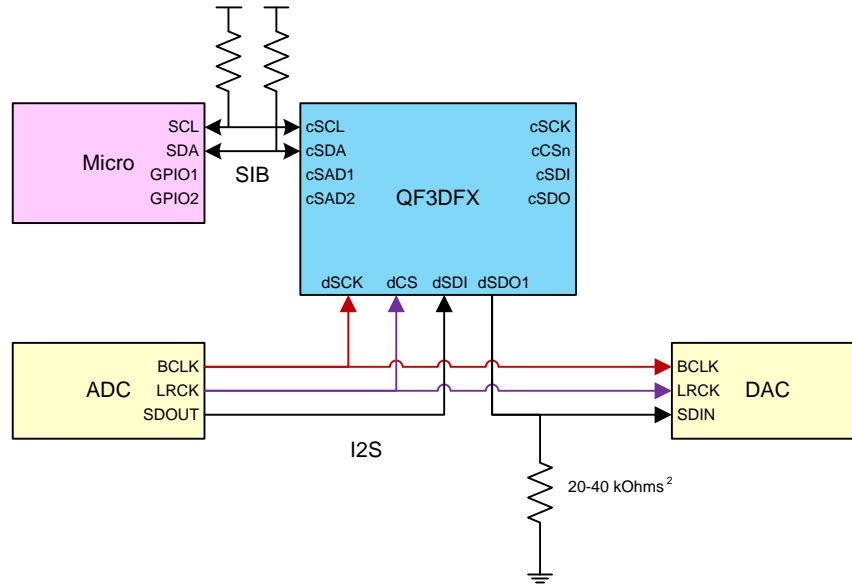 SCL
SDA
GPIO1
GPIO2
Micro
SIB
cSCL
cSDA
cSAD1
cSAD2
QF3DFX
cSCK
cCSn
cSDI
cSDO
dSCK dCS dSDI dSDO1
ADC
BCLK
LRCK
SDOUT
I2S
BCLK
LRCK
SDIN
DAC
20-40 kOhms 2